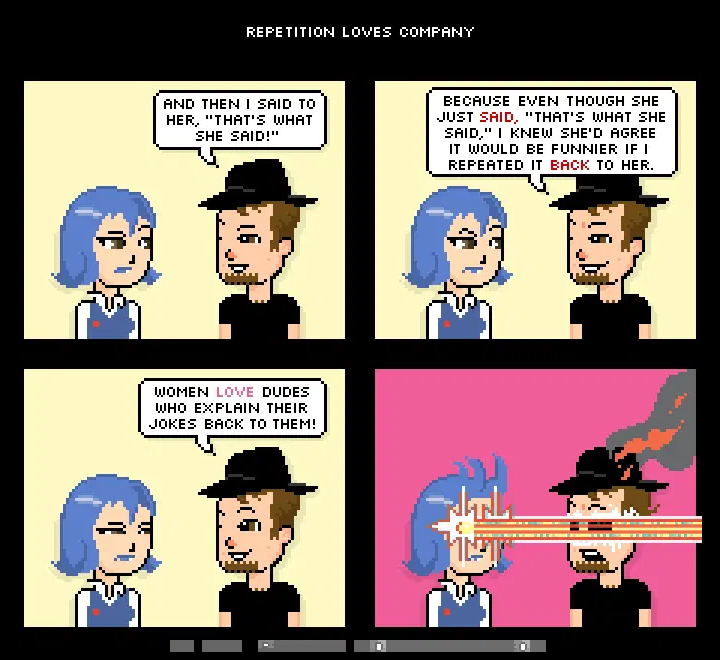 REPETITION LOVES COMPANY
AND THEN I SAID TO
HER, "THAT'S WHAT
SHE SAID!"
BECAUSE EVEN THOUGH SHE
JUST SAID, "THAT'S WHAT SHE
SAID," I KNEW SHE'D AGREE
IT WOULD BE FUNNIER IF I
REPEATED IT BACK TO HER.
WOMEN LOVE DUDES
WHO EXPLAIN THEIR
JOKES BACK TO THEM!